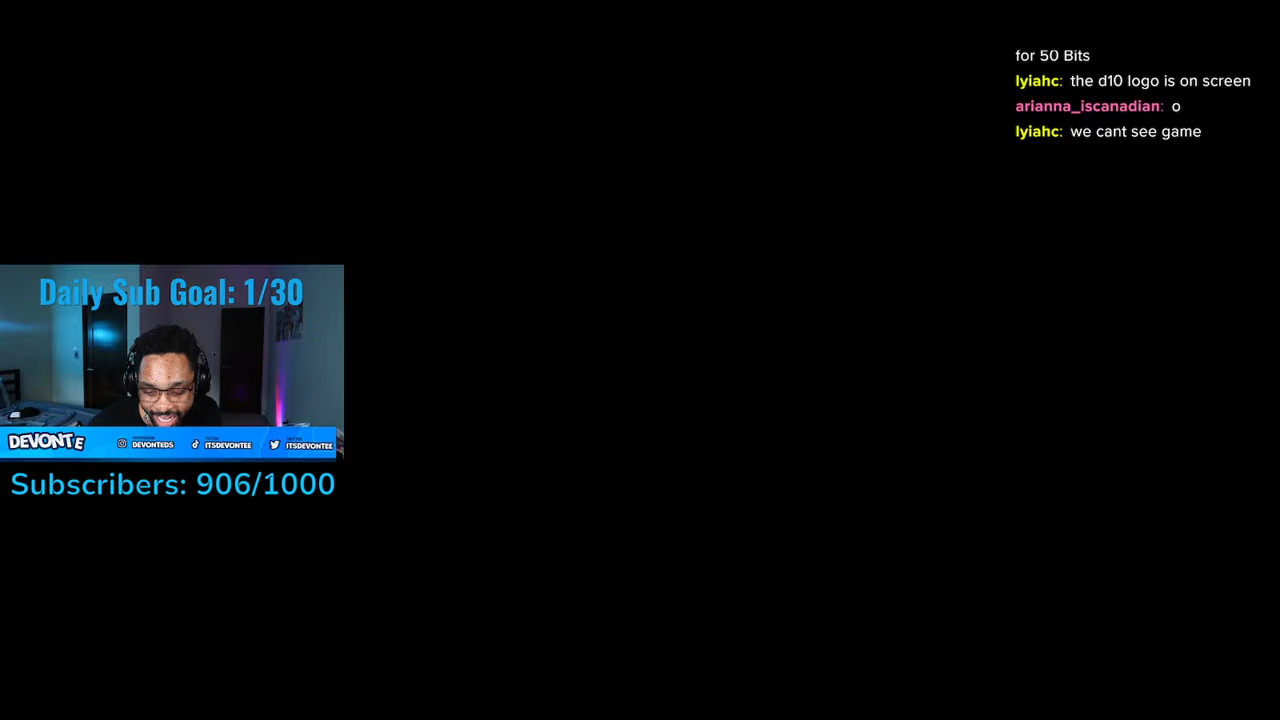 for 50 Bits
lyiahc: the d10 logo is on screen
arianna_iscanadian: o
lyiahc: we cant see game
Daily Sub Goal: 1/30
DEVONTE
DEVONTEDS
ITSDEVONTEE
ITSDEVONTEE
Subscribers: 906/1000